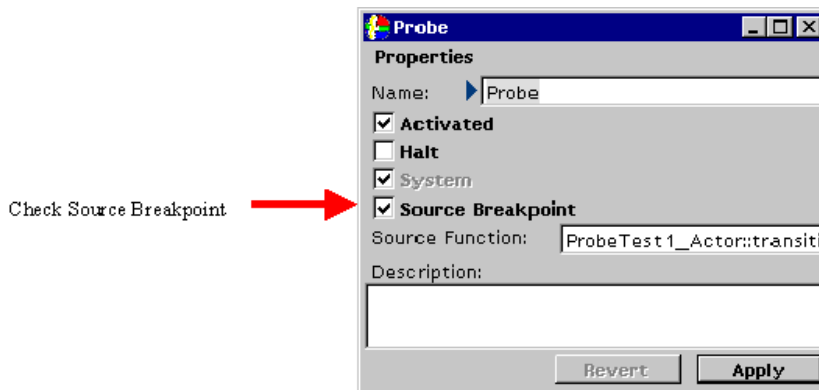 Probe
Properties
Name: Probe
Activated
Halt
System
Check Source Breakpoint
Source Breakpoint
Source Function: ProbeTest1_Actor::transiti
Description:
Revert Apply